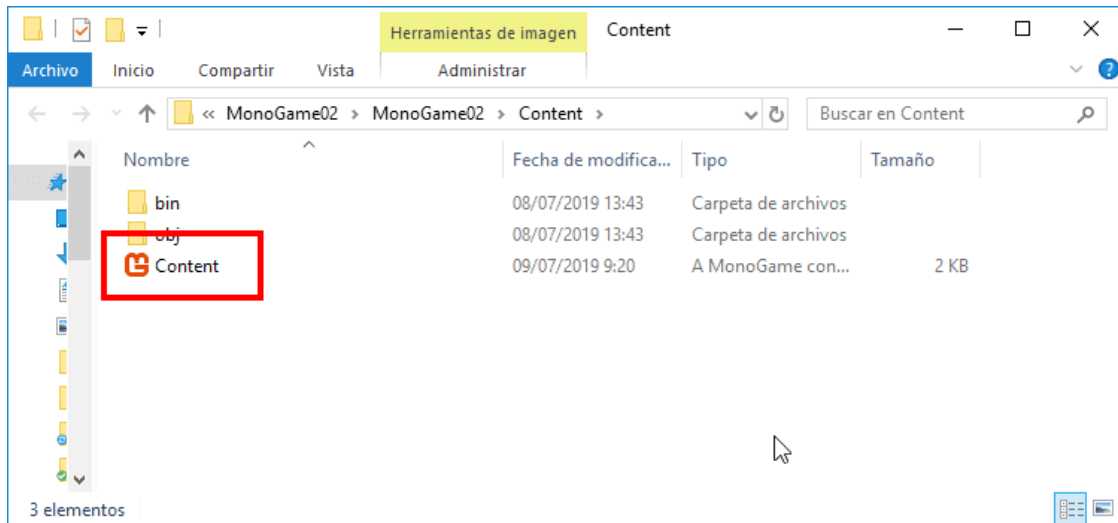 Herramientas de imagen Content
Archivo Inicio Compartir Vista Administrar
« MonoGame02 > MonoGame02 > Content > Buscar en Content
Nombre Fecha de modifica... Tipo Tamaño
bin 08/07/2019 13:43 Carpeta de archivos
obj 08/07/2019 13:43 Carpeta de archivos
Content 09/07/2019 9:20 A MonoGame con... 2 KB
3 elementos